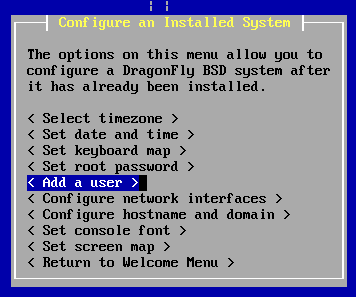 Configure an Installed System
The options on this menu allow you to
configure a DragonFly BSD system after
it has already been installed.
< Select timezone >
< Set date and time >
< Set keyboard map >
< Set root password >
< Add a user >
< Configure network interfaces >
< Configure hostname and domain >
< Set console font >
< Set screen map >
< Return to Welcome Menu >